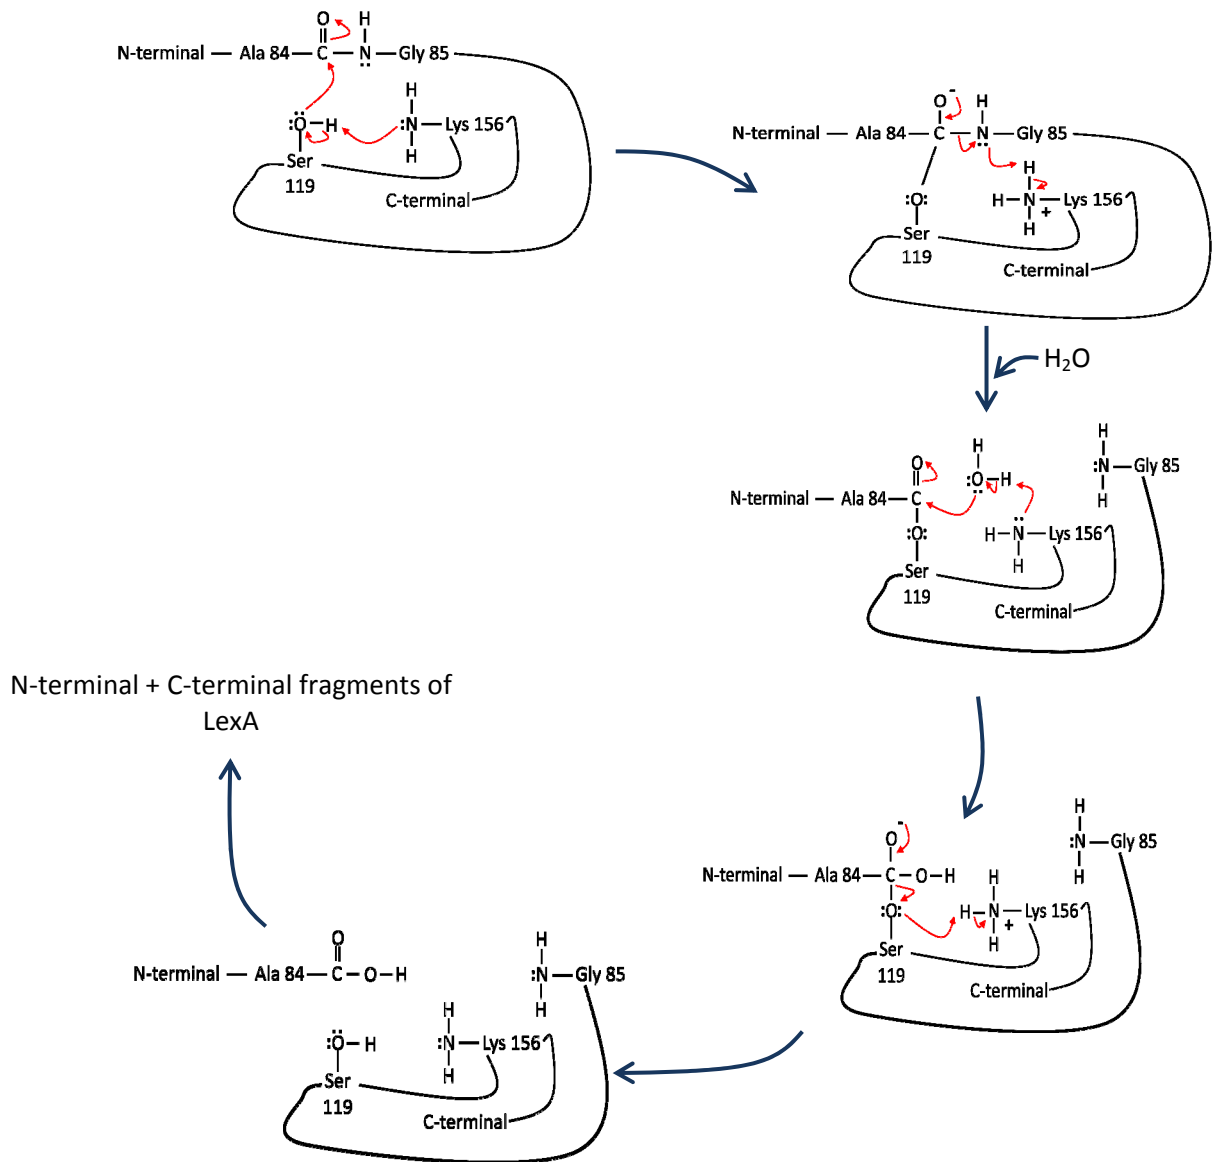 O H
N-terminal — Ala 84 — C — N — Gly 85
H
:O — H :N — Lys 156
H
Ser
119
C-terminal
O- H
N-terminal — Ala 84 — C — N — Gly 85
H
:O: H — N — Lys 156
H +
Ser
119
C-terminal
H2O
H H
O :O — H :N — Gly 85
H
N-terminal — Ala 84 — C
:O: H — N — Lys 156
H
Ser
119
C-terminal
N-terminal + C-terminal fragments of
LexA
O- H
:N — Gly 85
H
N-terminal — Ala 84 — C — O — H H
:O: H — N — Lys 156
H +
Ser
119
C-terminal
O H
N-terminal — Ala 84 — C — O — H :N — Gly 85
H
H
:O — H :N — Lys 156
H
Ser
119
C-terminal